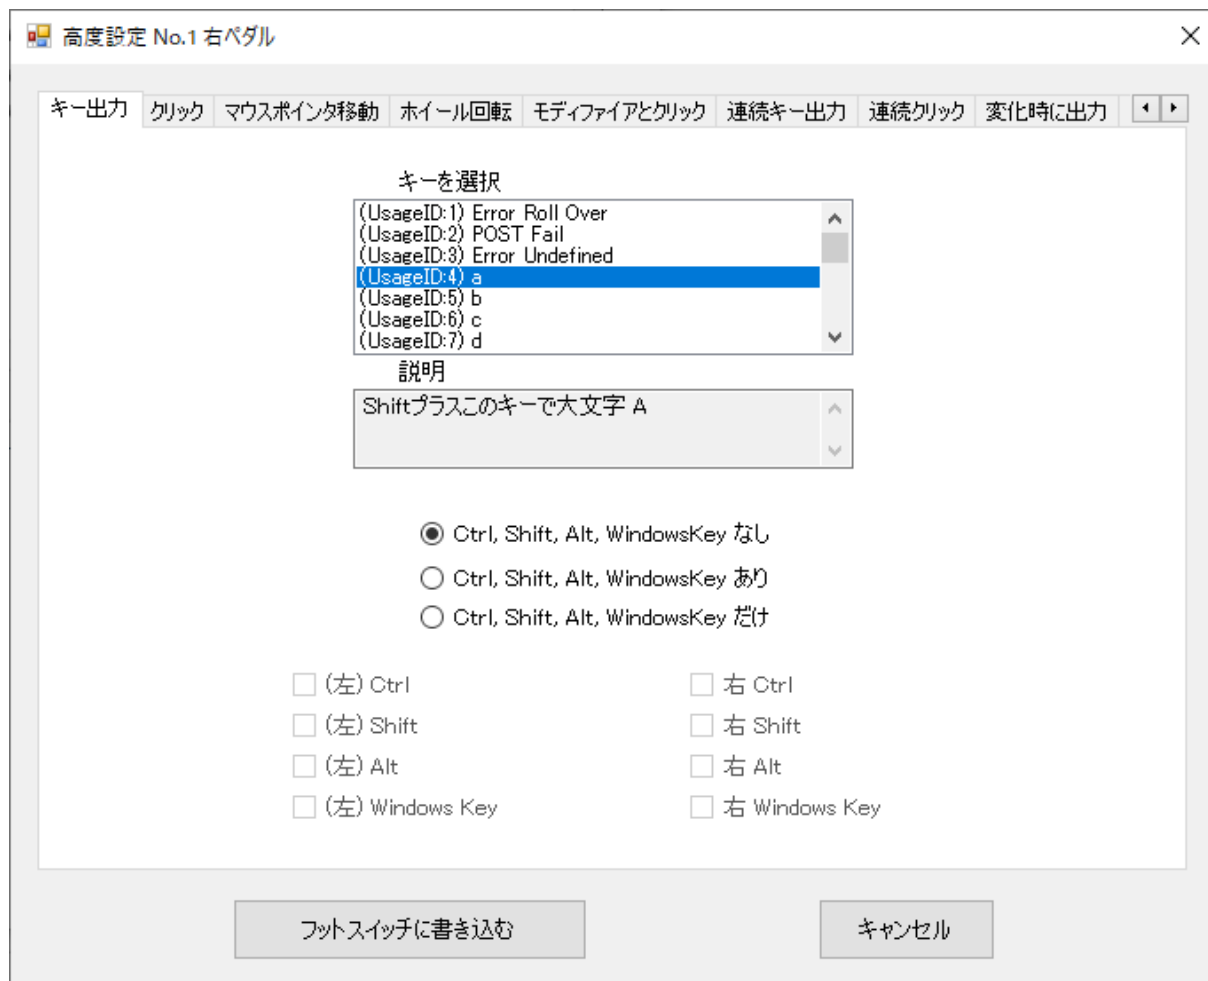 高度設定 No.1 右ペダル
キー出力 クリック マウスポインタ移動 ホイール回転 モディファイアとクリック 連続キー出力 連続クリック 変化時に出力
キーを選択
(UsageID:1) Error Roll Over
(UsageID:2) POST Fail
(UsageID:3) Error Undefined
(UsageID:4) a
(UsageID:5) b
(UsageID:6) c
(UsageID:7) d
説明
Shiftプラスこのキーで大文字 A
Ctrl, Shift, Alt, WindowsKey なし
Ctrl, Shift, Alt, WindowsKey あり
Ctrl, Shift, Alt, WindowsKey だけ
(左) Ctrl 右 Ctrl
(左) Shift 右 Shift
(左) Alt 右 Alt
(左) Windows Key 右 Windows Key
フットスイッチに書き込む キャンセル